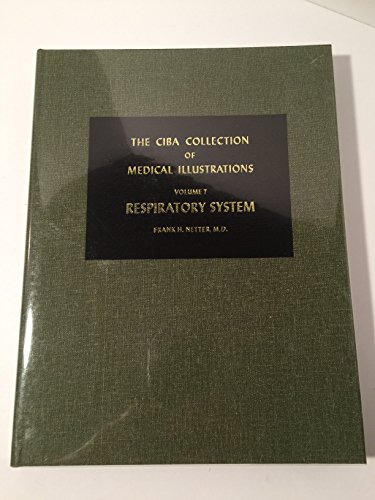 THE CIBA COLLECTION
OF
MEDICAL ILLUSTRATIONS
VOLUME 7
RESPIRATORY SYSTEM
FRANK H. NETTER, M.D.